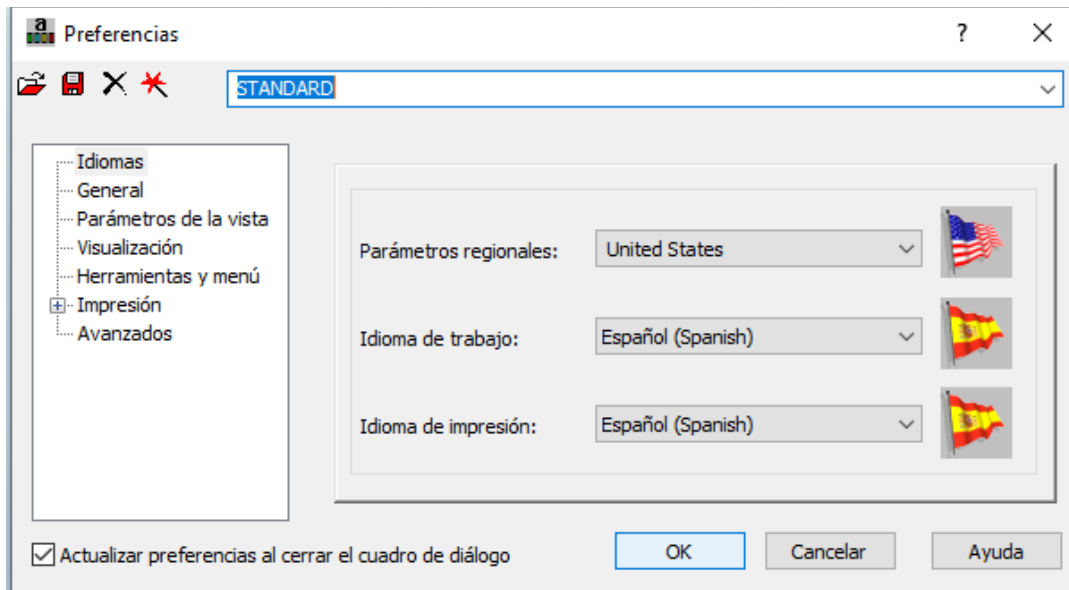 Preferencias
STANDARD
Idiomas
General
Parámetros de la vista
Visualización
Herramientas y menú
Impresión
Avanzados
Parámetros regionales:
United States
Idioma de trabajo:
Español (Spanish)
Idioma de impresión:
Español (Spanish)
Actualizar preferencias al cerrar el cuadro de diálogo
OK
Cancelar
Ayuda